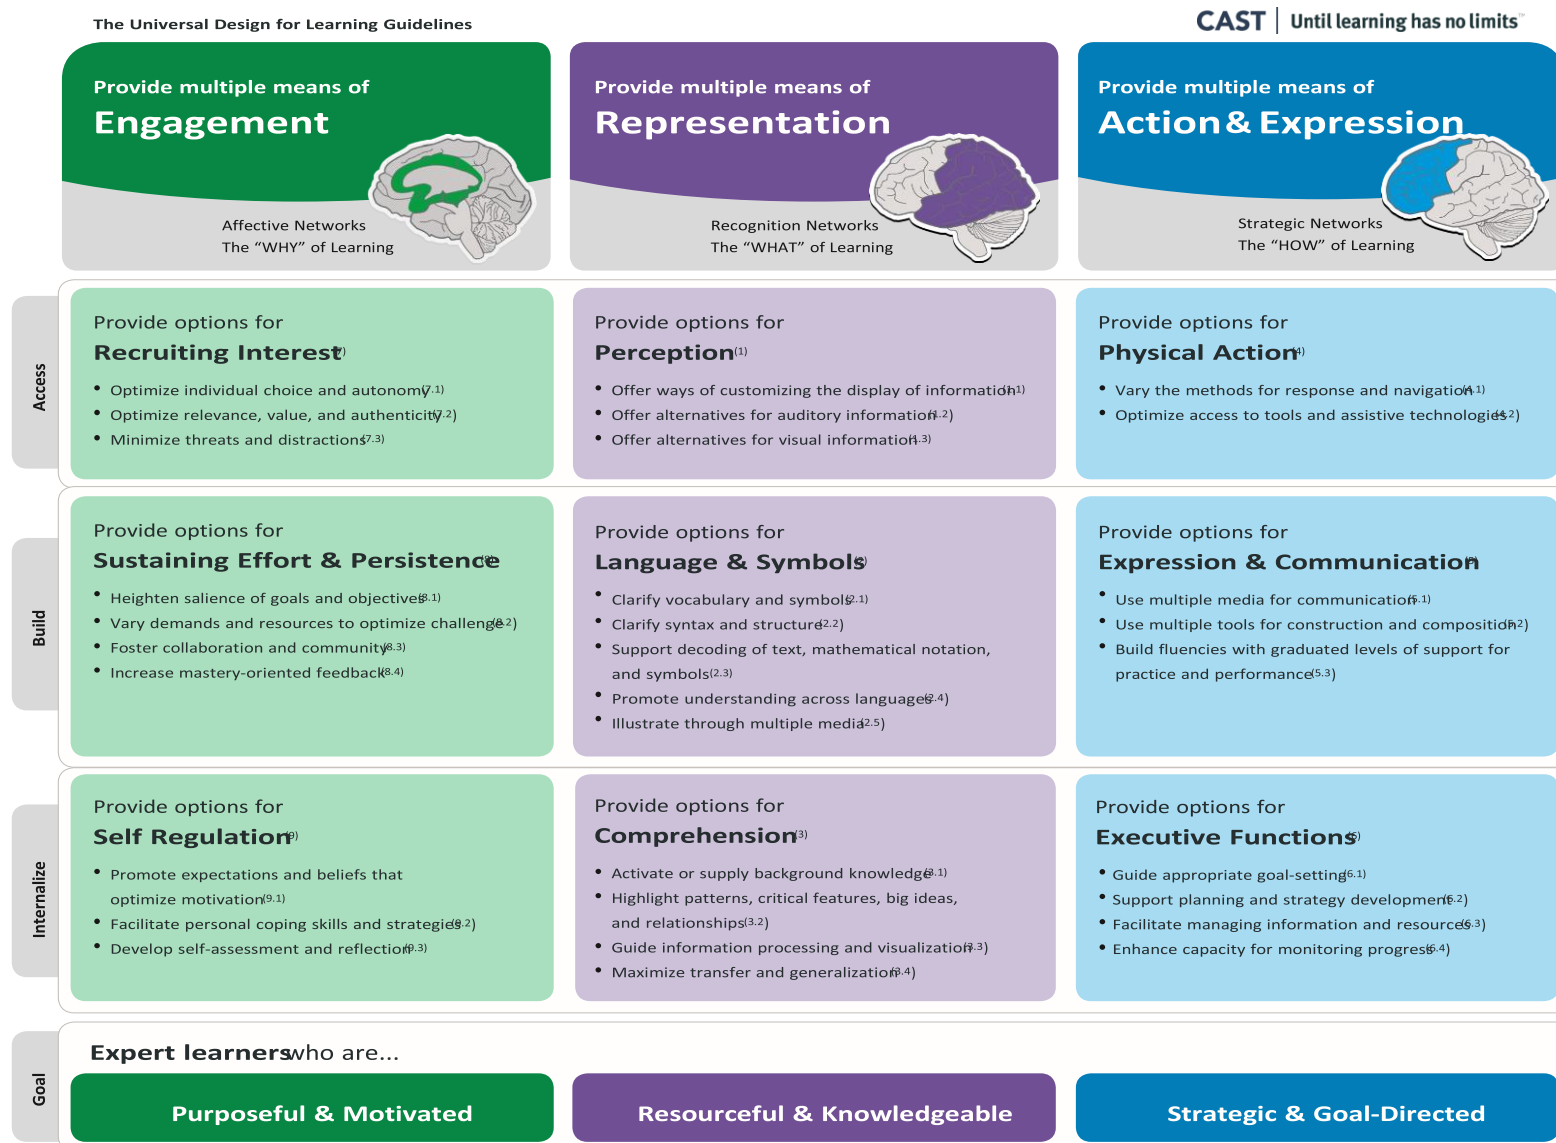 The Universal Design for Learning Guidelines
CAST | Until learning has no limits™
Provide multiple means of
Engagement
Affective Networks
The “WHY” of Learning
Provide multiple means of
Representation
Recognition Networks
The “WHAT” of Learning
Provide multiple means of
Action & Expression
Strategic Networks
The “HOW” of Learning
Access
Provide options for
Recruiting Interest (7)
• Optimize individual choice and autonomy (7.1)
• Optimize relevance, value, and authenticity (7.2)
• Minimize threats and distractions (7.3)
Provide options for
Perception (1)
• Offer ways of customizing the display of information (1.1)
• Offer alternatives for auditory information (1.2)
• Offer alternatives for visual information (1.3)
Provide options for
Physical Action (4)
• Vary the methods for response and navigation (4.1)
• Optimize access to tools and assistive technologies (4.2)
Build
Provide options for
Sustaining Effort & Persistence (8)
• Heighten salience of goals and objectives (8.1)
• Vary demands and resources to optimize challenge (8.2)
• Foster collaboration and community (8.3)
• Increase mastery-oriented feedback (8.4)
Provide options for
Language & Symbols (2)
• Clarify vocabulary and symbols (2.1)
• Clarify syntax and structure (2.2)
• Support decoding of text, mathematical notation,
and symbols (2.3)
• Promote understanding across languages (2.4)
• Illustrate through multiple media (2.5)
Provide options for
Expression & Communication (5)
• Use multiple media for communication (5.1)
• Use multiple tools for construction and composition (5.2)
• Build fluencies with graduated levels of support for
practice and performance (5.3)
Internalize
Provide options for
Self Regulation (9)
• Promote expectations and beliefs that
optimize motivation (9.1)
• Facilitate personal coping skills and strategies (9.2)
• Develop self-assessment and reflection (9.3)
Provide options for
Comprehension (3)
• Activate or supply background knowledge (3.1)
• Highlight patterns, critical features, big ideas,
and relationships (3.2)
• Guide information processing and visualization (3.3)
• Maximize transfer and generalization (3.4)
Provide options for
Executive Functions (6)
• Guide appropriate goal-setting (6.1)
• Support planning and strategy development (6.2)
• Facilitate managing information and resources (6.3)
• Enhance capacity for monitoring progress (6.4)
Goal
Expert learners who are...
Purposeful & Motivated
Resourceful & Knowledgeable
Strategic & Goal-Directed